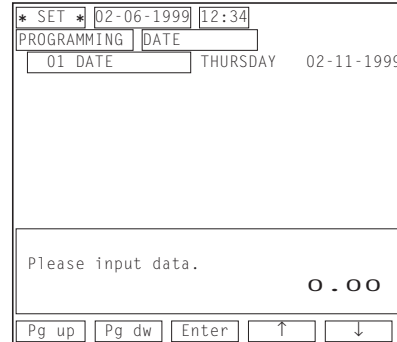 * SET * 02-06-1999 12:34
PROGRAMMING DATE
01 DATE THURSDAY 02-11-1999
Please input data.
0.00
Pg up Pg dw Enter ↑ ↓